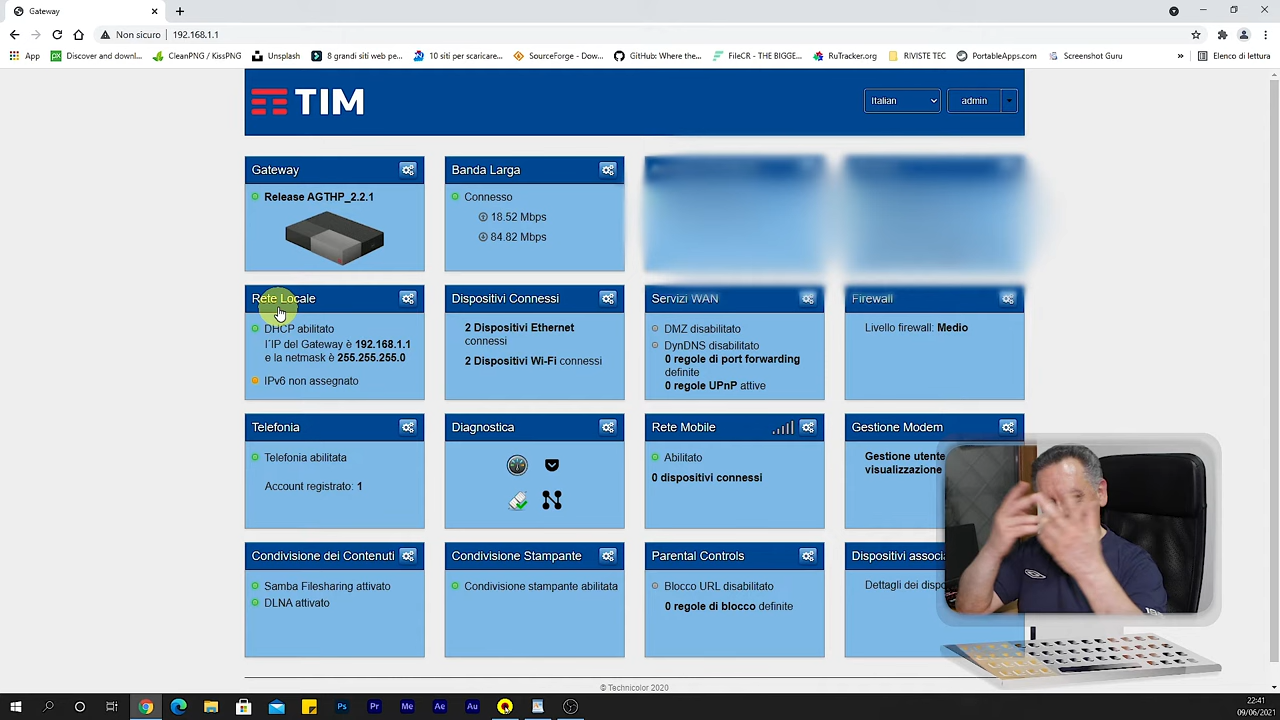 Gateway
Non sicuro
192.168.1.1
App
Discover and downl...
CleanPNG / KissPNG
Unsplash
8 grandi siti web pe...
10 siti per scaricare...
SourceForge - Dow...
GitHub: Where the...
FileCR - THE BIGGE...
RuTracker.org
RIVISTE TEC
PortableApps.com
Screenshot Guru
»
Elenco di lettura
TIM
Italian
admin
Gateway
Release AGTHP_2.2.1
Banda Larga
Connesso
18.52 Mbps
84.82 Mbps
Rete Locale
DHCP abilitato
l´IP del Gateway è 192.168.1.1
e la netmask è 255.255.255.0
IPv6 non assegnato
Dispositivi Connessi
2 Dispositivi Ethernet
connessi
2 Dispositivi Wi-Fi connessi
Servizi WAN
DMZ disabilitato
DynDNS disabilitato
0 regole di port forwarding
definite
0 regole UPnP attive
Firewall
Livello firewall: Medio
Telefonia
Telefonia abilitata
Account registrato: 1
Diagnostica
Rete Mobile
Abilitato
0 dispositivi connessi
Gestione Modem
Gestione utente
visualizzazione
Condivisione dei Contenuti
Samba Filesharing attivato
DLNA attivato
Condivisione Stampante
Condivisione stampante abilitata
Parental Controls
Blocco URL disabilitato
0 regole di blocco definite
Dispositivi associa
Dettagli dei dispo
© Technicolor 2020
Ps
Pr
Me
Ae
Au
22:41
09/06/2021